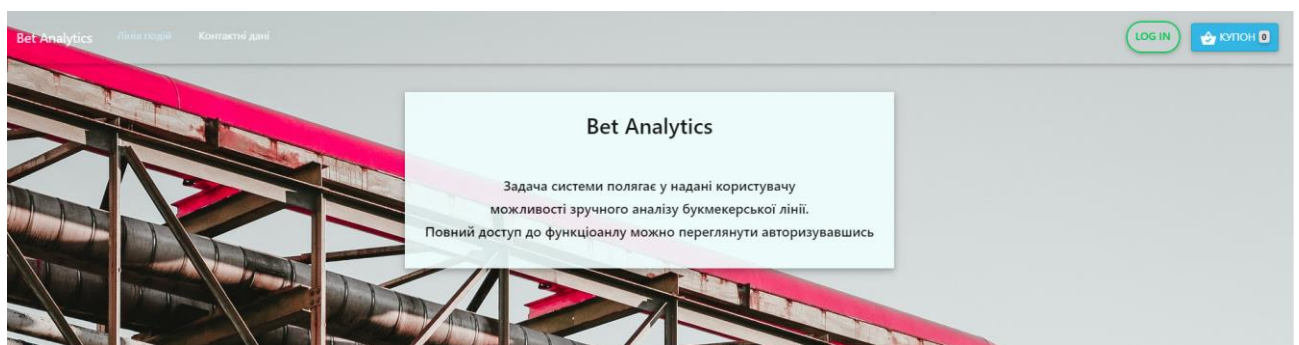 Bet Analytics
Лінія подій
Контактні дані
LOG IN
КУПОН 0
Bet Analytics
Задача системи полягає у надані користувачу
можливості зручного аналізу букмекерської лінії.
Повний доступ до функціоанлу можно переглянути авторизувавшись